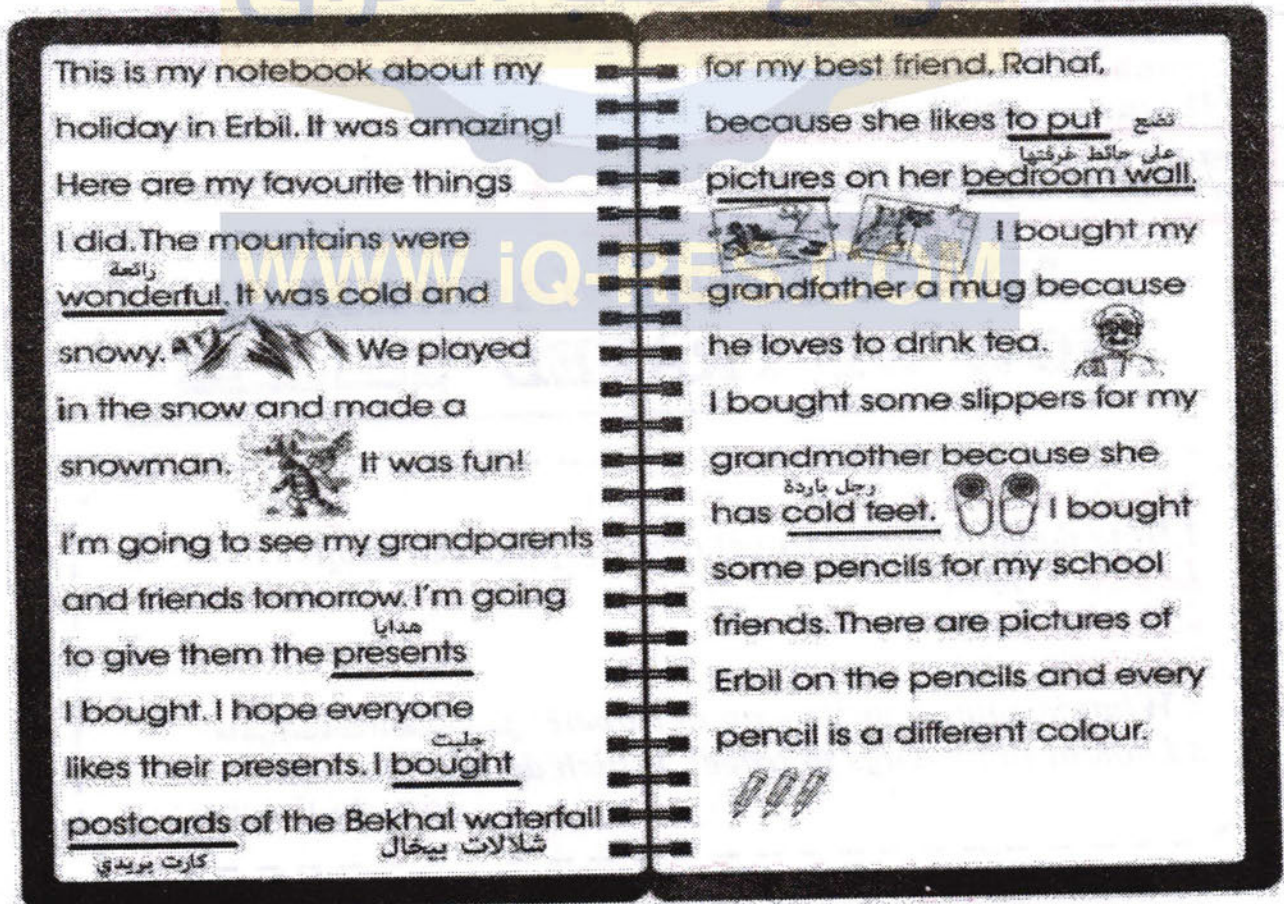 This is my notebook about my
holiday in Erbil. It was amazing!
Here are my favourite things
I did. The mountains were
رائعة
wonderful. It was cold and
snowy. We played
in the snow and made a
snowman. It was fun!
I'm going to see my grandparents
and friends tomorrow. I'm going
هدايا
to give them the presents
I bought. I hope everyone
جلبت
likes their presents. I bought
postcards of the Bekhal waterfall
كارت بريدي شلالات بيخال
for my best friend, Rahaf,
because she likes to put تضع
على حائط غرفتها
pictures on her bedroom wall.
I bought my
grandfather a mug because
he loves to drink tea.
I bought some slippers for my
grandmother because she
رجل باردة
has cold feet. I bought
some pencils for my school
friends. There are pictures of
Erbil on the pencils and every
pencil is a different colour.
WWW iQ-RES.COM